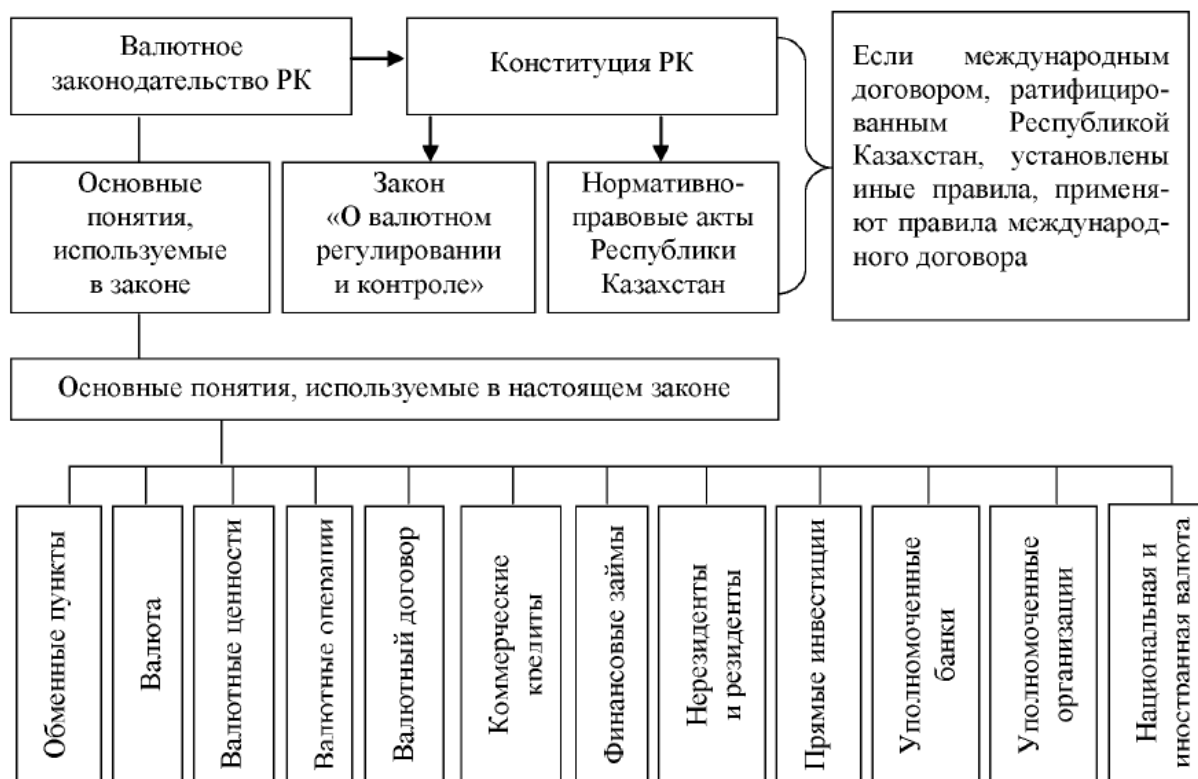 Валютное
законодательство РК
Конституция РК
Если международным
договором, ратифициро-
ванным Республикой
Казахстан, установлены
иные правила, применя-
ют правила международ-
ного договора
Основные
понятия,
используемые
в законе
Закон
«О валютном
регулировании
и контроле»
Нормативно-
правовые акты
Республики
Казахстан
Основные понятия, используемые в настоящем законе
Обменные пункты
Валюта
Валютные ценности
Валютные операции
Валютный договор
Коммерческие
кредиты
Финансовые займы
Нерезиденты
и резиденты
Прямые инвестиции
Уполномоченные
банки
Уполномоченные
организации
Национальная и
иностранная валюта